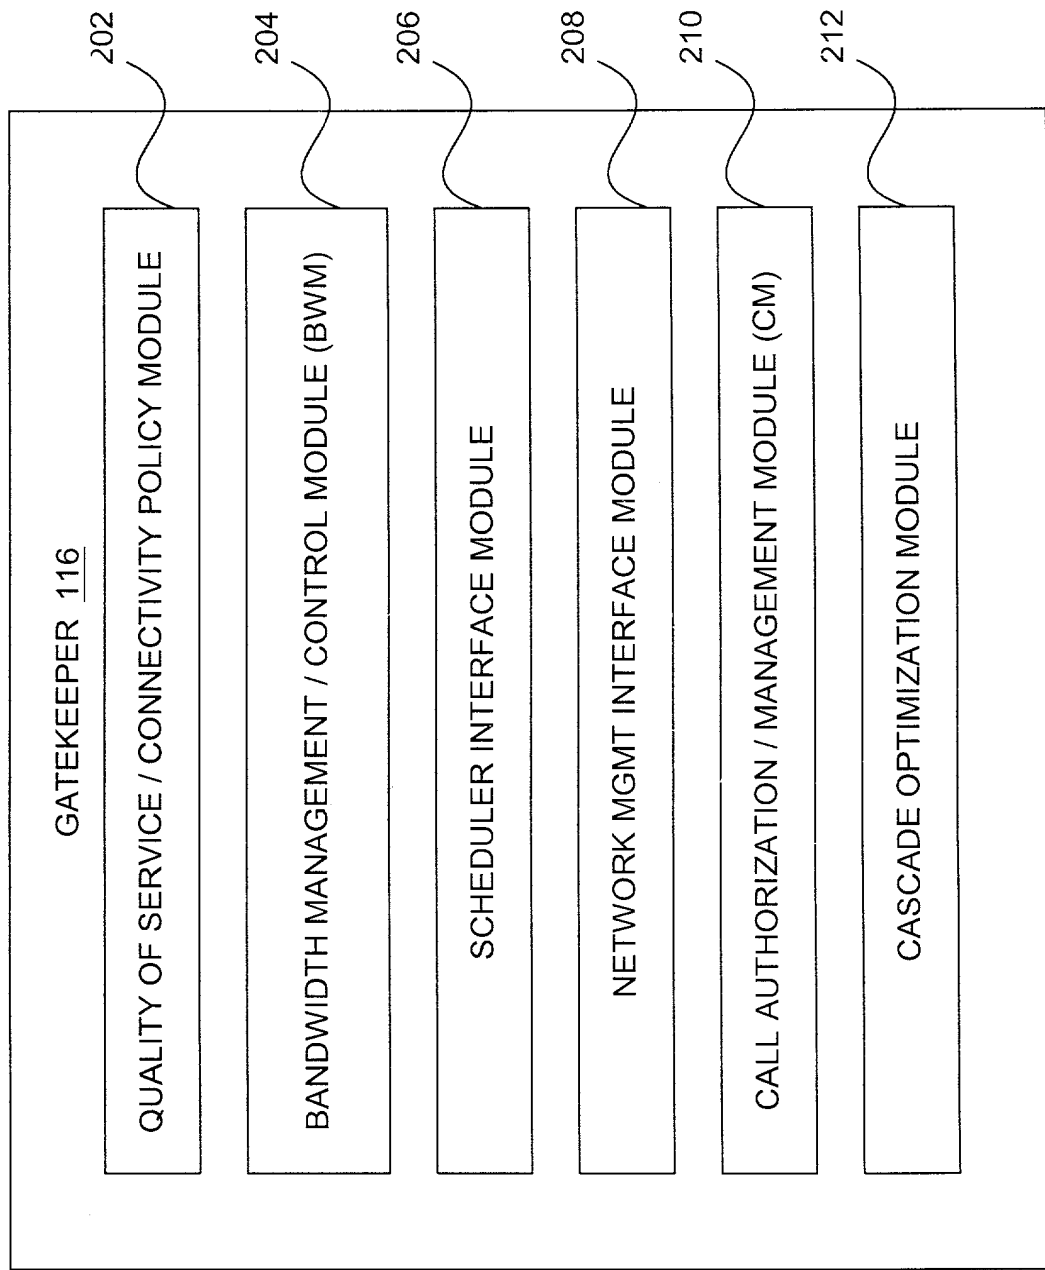 GATEKEEPER 116
QUALITY OF SERVICE / CONNECTIVITY POLICY MODULE
202
BANDWIDTH MANAGEMENT / CONTROL MODULE (BWM)
204
SCHEDULER INTERFACE MODULE
206
NETWORK MGMT INTERFACE MODULE
208
CALL AUTHORIZATION / MANAGEMENT MODULE (CM)
210
CASCADE OPTIMIZATION MODULE
212